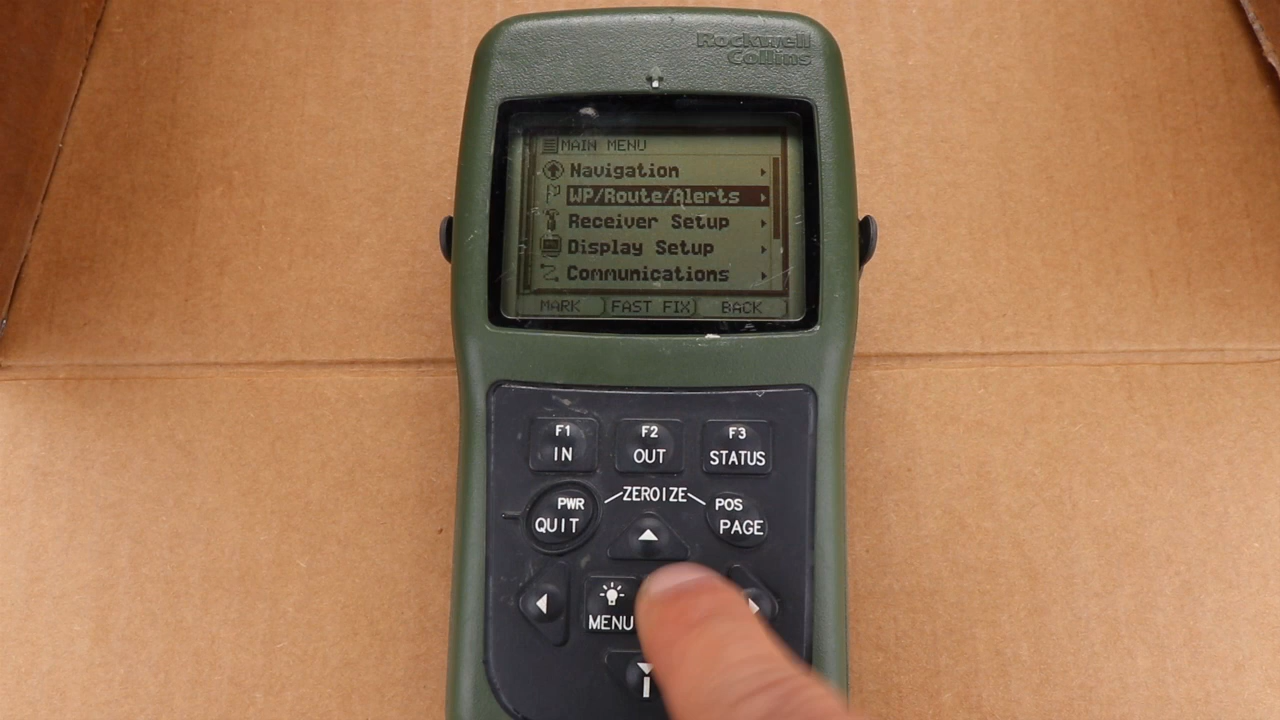 Rockwell
Collins
MAIN MENU
Navigation
WP/Route/Alerts
Receiver Setup
Display Setup
Communications
MARK FAST FIX BACK
F1 F2 F3
IN OUT STATUS
ZEROIZE
PWR POS
QUIT PAGE
MENU